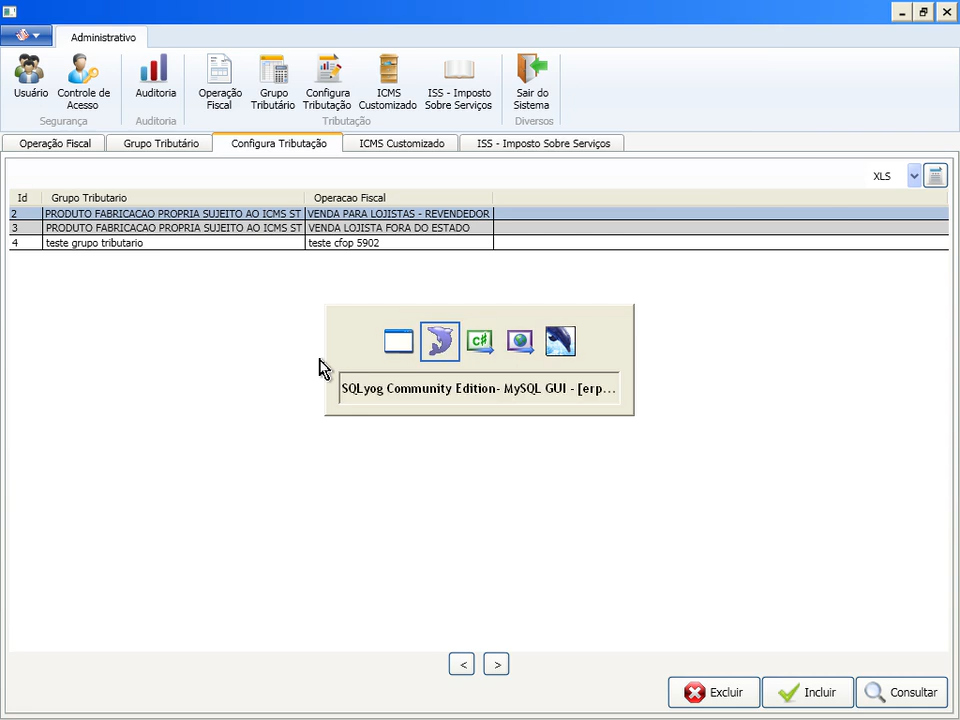 Administrativo
Usuário
Controle de
Acesso
Segurança
Auditoria
Auditoria
Operação
Fiscal
Grupo
Tributário
Configura
Tributação
ICMS
Customizado
ISS - Imposto
Sobre Serviços
Tributação
Sair do
Sistema
Diversos
Operação Fiscal Grupo Tributário Configura Tributação ICMS Customizado ISS - Imposto Sobre Serviços
XLS
Id Grupo Tributario Operacao Fiscal
2 PRODUTO FABRICACAO PROPRIA SUJEITO AO ICMS ST VENDA PARA LOJISTAS - REVENDEDOR
3 PRODUTO FABRICACAO PROPRIA SUJEITO AO ICMS ST VENDA LOJISTA FORA DO ESTADO
4 teste grupo tributario teste cfop 5902
C#
SQLyog Community Edition- MySQL GUI - [erp...
< >
Excluir Incluir Consultar